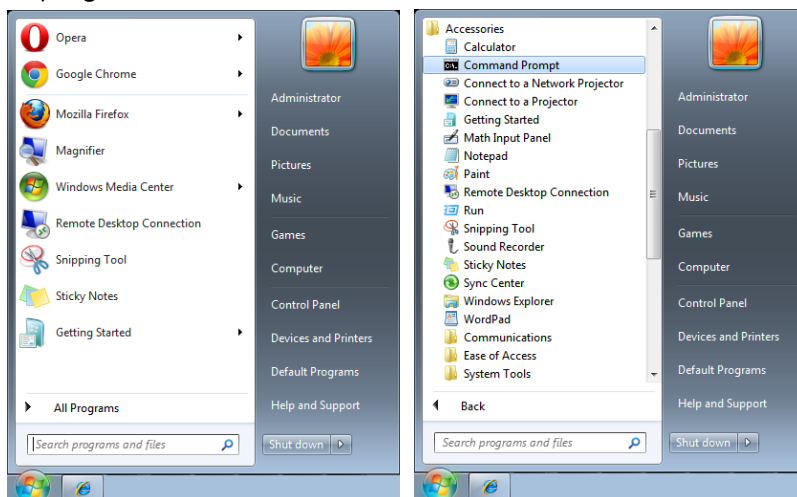 Opera
Google Chrome
Mozilla Firefox
Magnifier
Windows Media Center
Remote Desktop Connection
Snipping Tool
Sticky Notes
Getting Started
All Programs
Search programs and files
Administrator
Documents
Pictures
Music
Games
Computer
Control Panel
Devices and Printers
Default Programs
Help and Support
Shut down
Accessories
Calculator
Command Prompt
Connect to a Network Projector
Connect to a Projector
Getting Started
Math Input Panel
Notepad
Paint
Remote Desktop Connection
Run
Snipping Tool
Sound Recorder
Sticky Notes
Sync Center
Windows Explorer
WordPad
Communications
Ease of Access
System Tools
Back
Search programs and files
Administrator
Documents
Pictures
Music
Games
Computer
Control Panel
Devices and Printers
Default Programs
Help and Support
Shut down